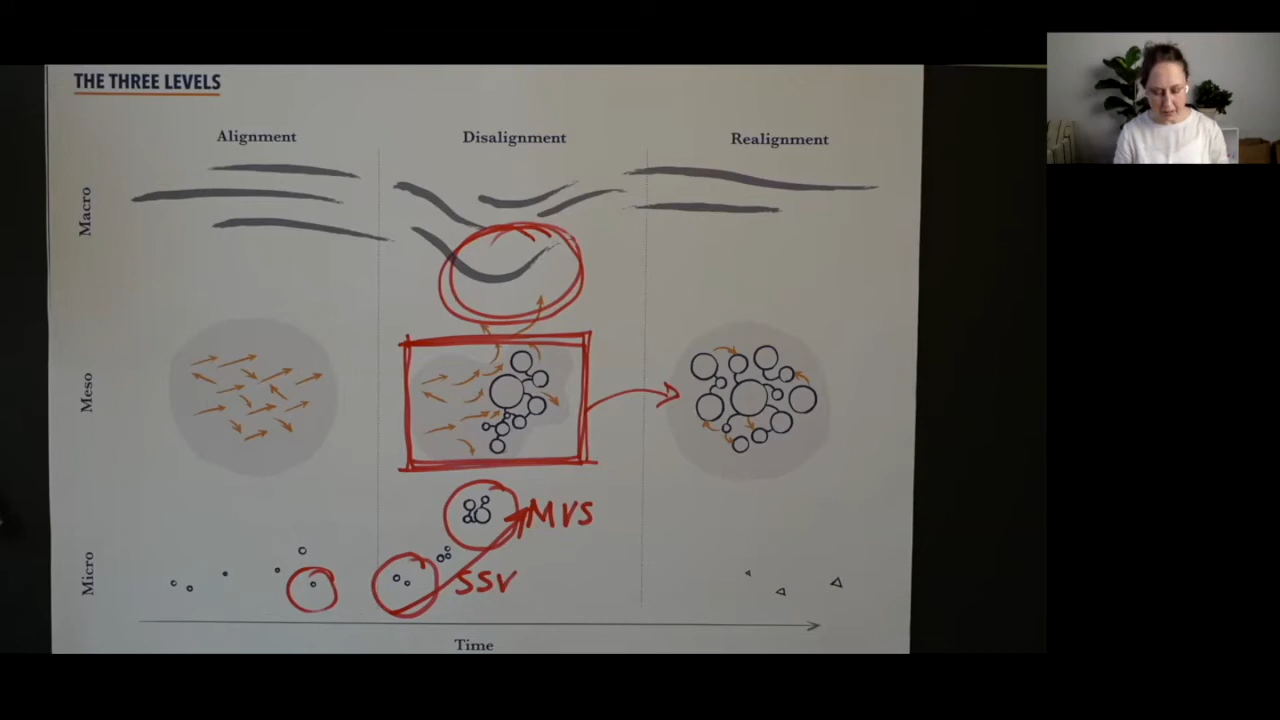 THE THREE LEVELS
Alignment Disalignment Realignment
Macro
Meso
MVS
Micro
SSV
Time